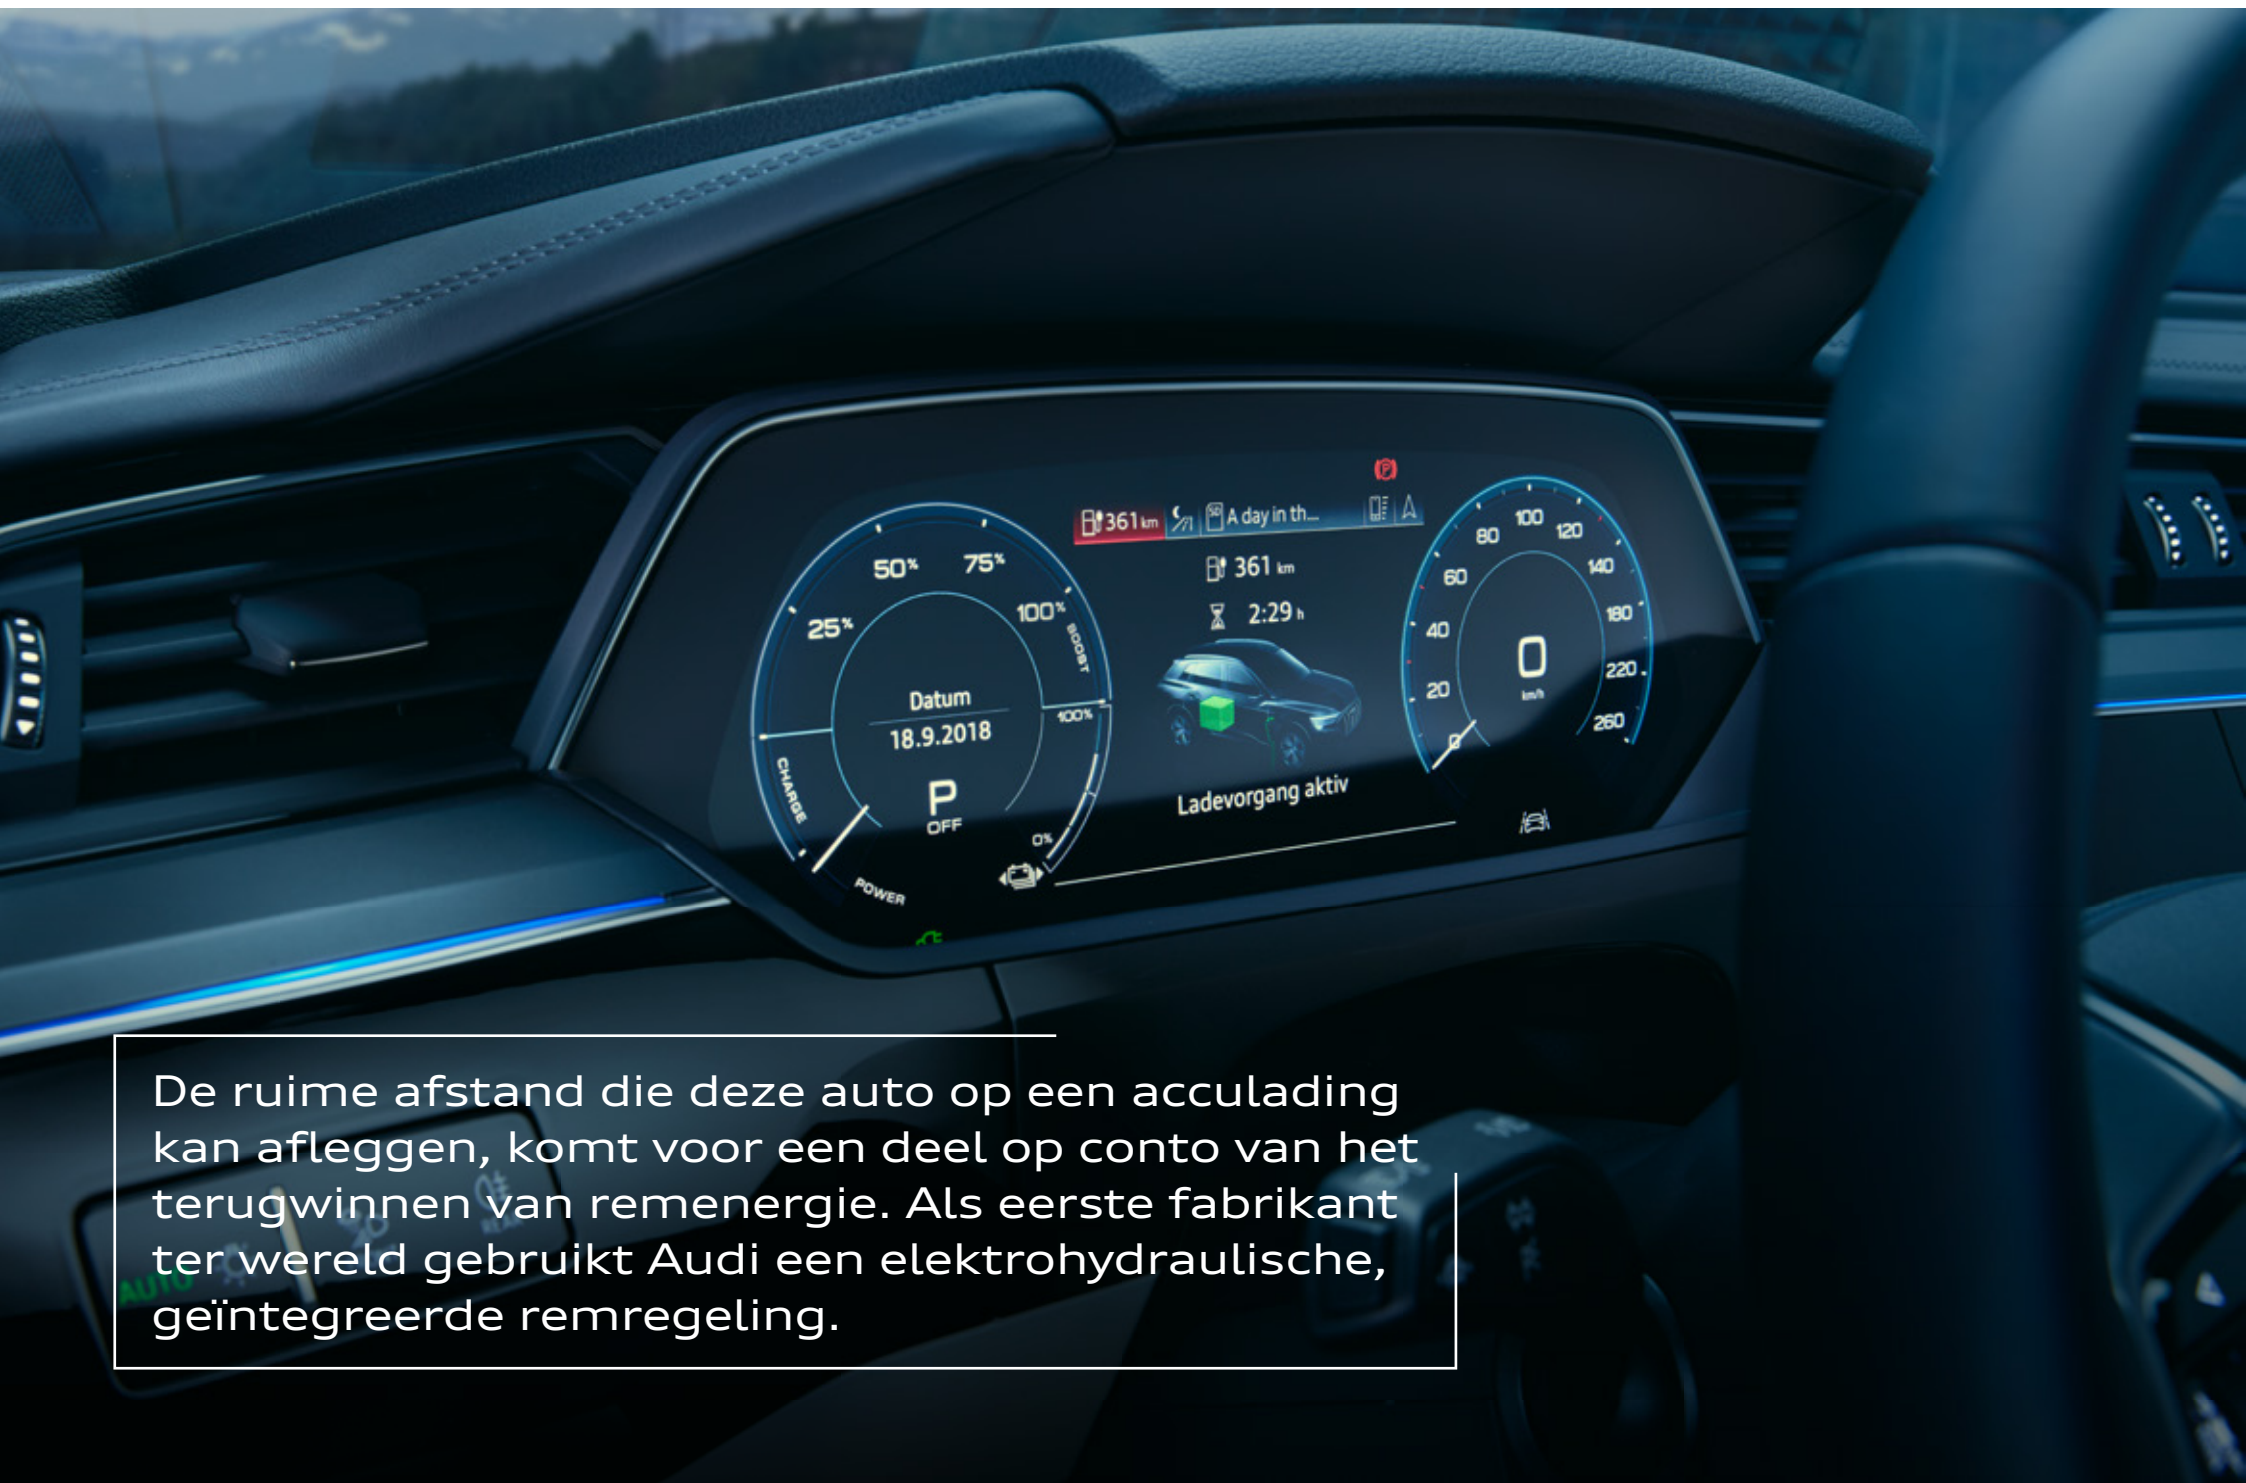 361 km
A day in th...
361 km
2:29 h
25%
50%
75%
100%
BOOST
100%
0%
CHARGE
POWER
Datum
18.9.2018
P
OFF
Ladevorgang aktiv
0
20
40
60
80
100
120
140
180
220
260
0
km/h
De ruime afstand die deze auto op een acculading
kan afleggen, komt voor een deel op conto van het
terugwinnen van remenergie. Als eerste fabrikant
ter wereld gebruikt Audi een elektrohydraulische,
geïntegreerde remregeling.
AUTO
REAR